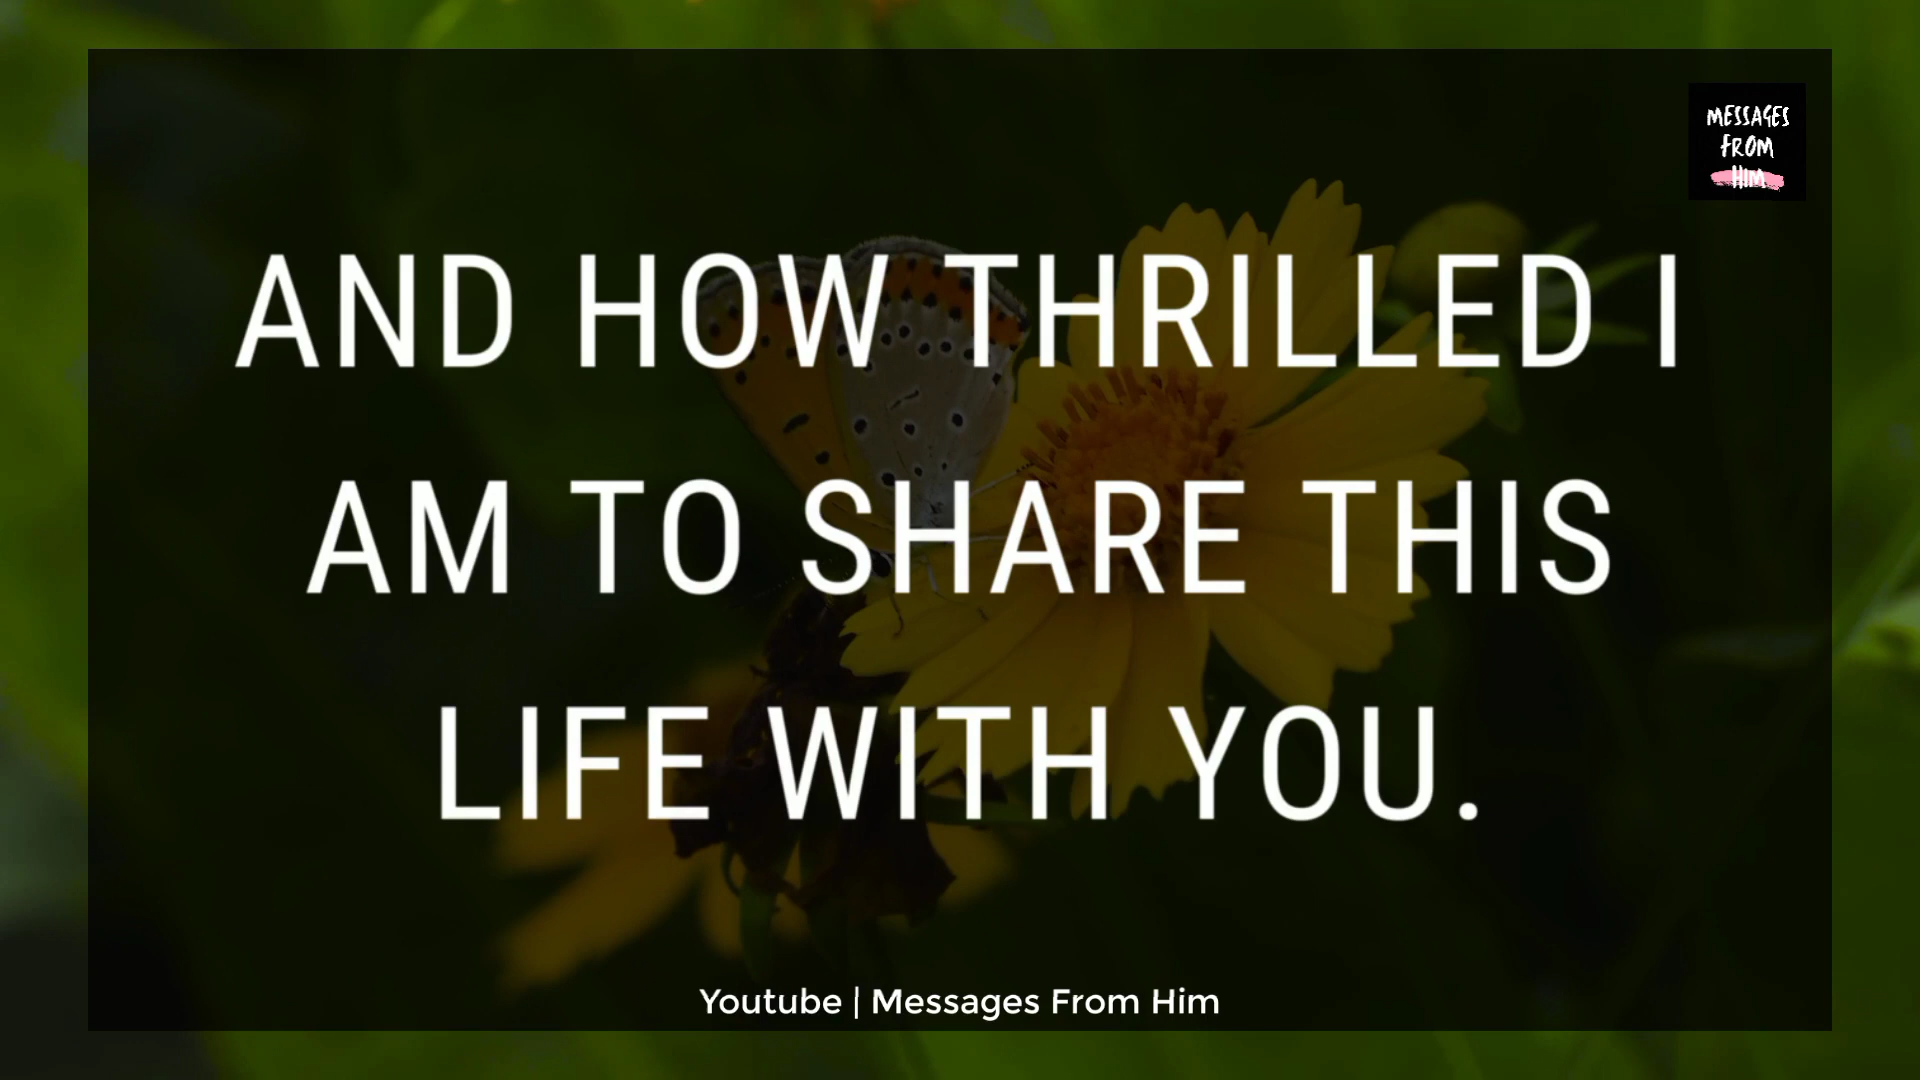 MESSAGES
FROM
HIM
AND HOW THRILLED I
AM TO SHARE THIS
LIFE WITH YOU.
Youtube | Messages From Him